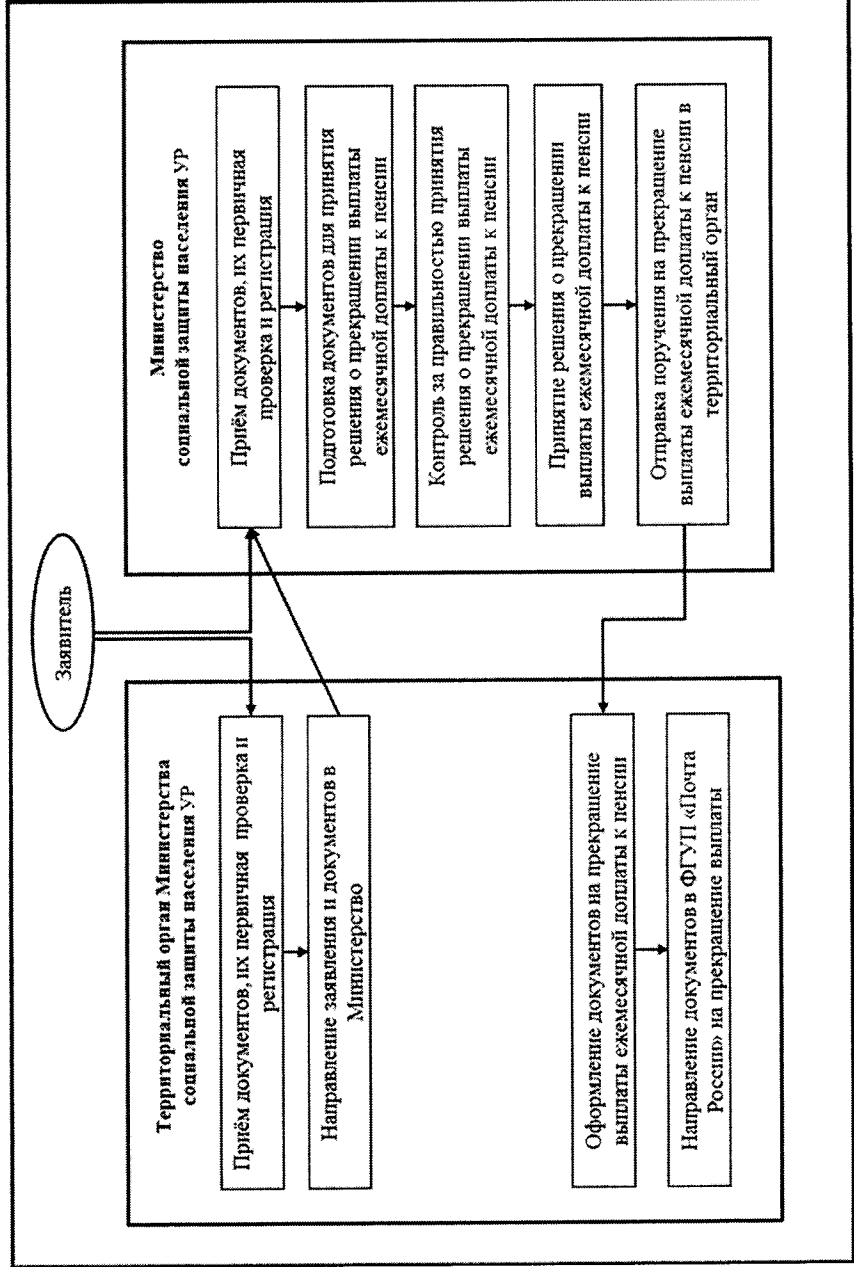 Заявитель
Территориальный орган Министерства
социальной защиты населения УР
Приём документов, их первичная проверка и
регистрация
Направление заявления и документов в
Министерство
Оформление документов на прекращение
выплаты ежемесячной доплаты к пенсии
Направление документов в ФГУП «Почта
России» на прекращение выплаты
Министерство
социальной защиты населения УР
Приём документов, их первичная
проверка и регистрация
Подготовка документов для принятия
решения о прекращении выплаты
ежемесячной доплаты к пенсии
Контроль за правильностью принятия
решения о прекращении выплаты
ежемесячной доплаты к пенсии
Принятие решения о прекращении
выплаты ежемесячной доплаты к пенсии
Отправка поручения на прекращение
выплаты ежемесячной доплаты к пенсии в
территориальный орган